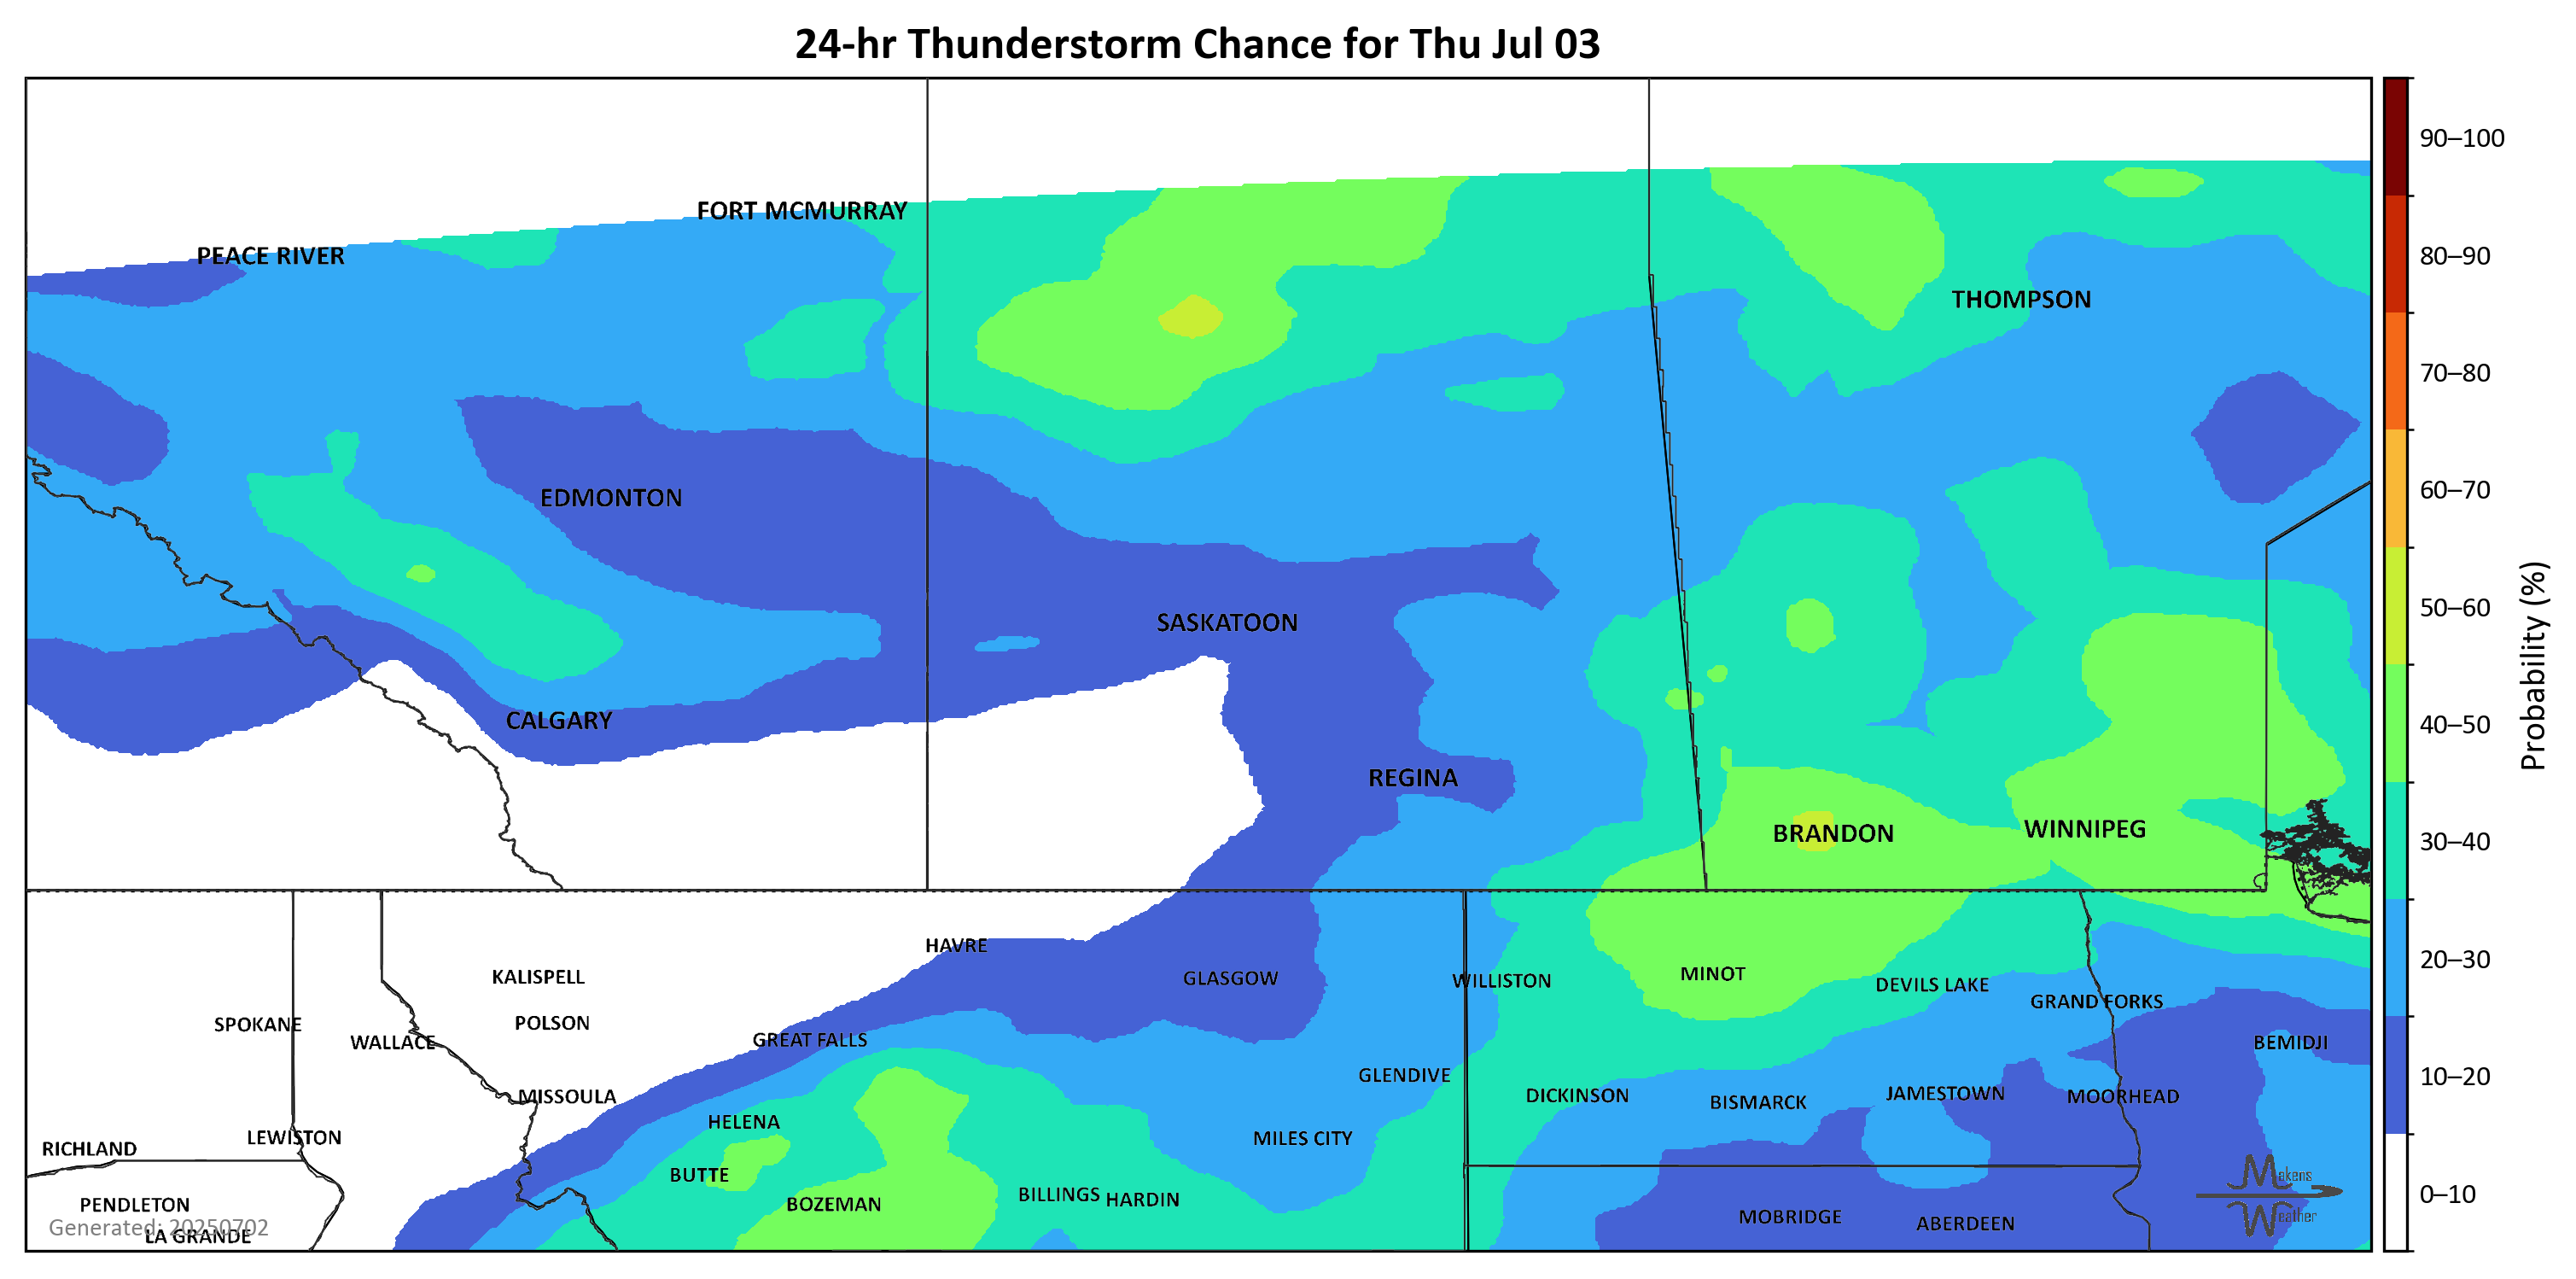 24-hr Thunderstorm Chance for Thu Jul 03
90–100
FORT MCMURRAY
PEACE RIVER
80–90
THOMPSON
70–80
60–70
EDMONTON
50–60
SASKATOON
Probability (%)
CALGARY
40–50
REGINA
BRANDON
WINNIPEG
30–40
HAVRE
20–30
KALISPELL
GLASGOW
WILLISTON
MINOT
DEVILS LAKE
GRAND FORKS
SPOKANE
POLSON
WALLACE
GREAT FALLS
BEMIDJI
GLENDIVE
10–20
MISSOULA
DICKINSON
BISMARCK
JAMESTOWN
MOORHEAD
HELENA
LEWISTON
MILES CITY
RICHLAND
BUTTE
Makens
Weather
BILLINGS
HARDIN
0–10
PENDLETON
BOZEMAN
MOBRIDGE
ABERDEEN
Generated: 20250702
LA GRANDE